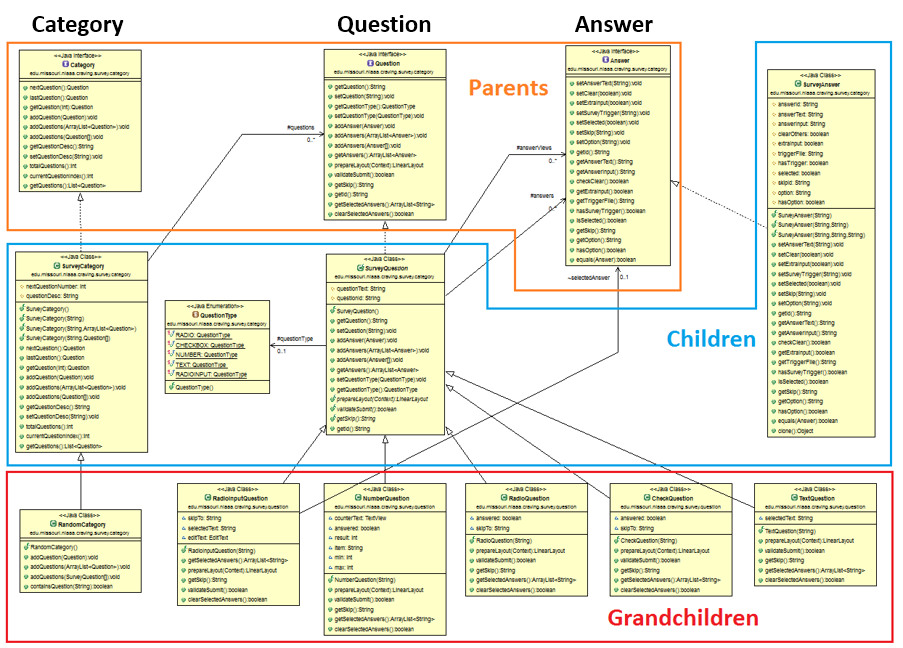 Category
Question
Answer
Parents
Children
Grandchildren
<<Java Interface>>
Category
edu.missouri.nlaaa.craving.survey.category
nextQuestion():Question
lastQuestion():Question
getQuestion(int):Question
addQuestion(Question):void
addQuestions(ArrayList<Question>):void
addQuestions(Question[]):void
getQuestionDesc():String
setQuestionDesc(String):void
totalQuestions():int
currentQuestionIndex():int
getQuestions():List<Question>
<<Java Interface>>
Question
edu.missouri.nlaaa.craving.survey.category
getQuestion():String
setQuestion(String):void
getQuestionType():QuestionType
setQuestionType(QuestionType):void
addAnswer(Answer):void
addAnswers(ArrayList<Answer>):void
addAnswers(Answer[]):void
getAnswers():ArrayList<Answer>
prepareLayout(Context):LinearLayout
validateSubmit():boolean
getSkip():String
getId():String
getSelectedAnswers():ArrayList<String>
clearSelectedAnswers():boolean
<<Java Interface>>
Answer
edu.missouri.nlaaa.craving.survey.category
setAnswerText(String):void
setClear(boolean):void
setExtraInput(boolean):void
setSurveyTrigger(String):void
setSelected(boolean):void
setSkip(String):void
setOption(String):void
getId():String
getAnswerText():String
getAnswerInput():String
checkClear():boolean
getExtraInput():boolean
getTriggerFile():String
hasSurveyTrigger():boolean
isSelected():boolean
getSkip():String
getOption():String
hasOption():boolean
equals(Answer):boolean
<<Java Class>>
SurveyAnswer
edu.missouri.nlaaa.craving.survey.category
answerId: String
answerText: String
answerInput: String
clearOthers: boolean
extraInput: boolean
triggerFile: String
hasTrigger: boolean
selected: boolean
skipId: String
option: String
hasOption: boolean
SurveyAnswer(String)
SurveyAnswer(String,String)
SurveyAnswer(String,String,String)
setAnswerText(String):void
setClear(boolean):void
setExtraInput(boolean):void
setSurveyTrigger(String):void
setSelected(boolean):void
setSkip(String):void
setOption(String):void
getId():String
getAnswerText():String
getAnswerInput():String
checkClear():boolean
getExtraInput():boolean
getTriggerFile():String
hasSurveyTrigger():boolean
isSelected():boolean
getSkip():String
getOption():String
hasOption():boolean
equals(Answer):boolean
clone():Object
#questions
0..*
#answerViews
0..*
#answers
0..*
~selectedAnswer
0..1
#questionType
0..1
<<Java Class>>
SurveyCategory
edu.missouri.nlaaa.craving.survey.category
nextQuestionNumber: int
questionDesc: String
SurveyCategory()
SurveyCategory(String)
SurveyCategory(String,ArrayList<Question>)
SurveyCategory(String,Question[])
nextQuestion():Question
lastQuestion():Question
getQuestion(int):Question
addQuestion(Question):void
addQuestions(ArrayList<Question>):void
addQuestions(Question[]):void
getQuestionDesc():String
setQuestionDesc(String):void
totalQuestions():int
currentQuestionIndex():int
getQuestions():List<Question>
<<Java Enumeration>>
QuestionType
edu.missouri.nlaaa.craving.survey.category
RADIO: QuestionType
CHECKBOX: QuestionType
NUMBER: QuestionType
TEXT: QuestionType
RADIOINPUT: QuestionType
QuestionType()
<<Java Class>>
SurveyQuestion
edu.missouri.nlaaa.craving.survey.category
questionText: String
questionId: String
SurveyQuestion()
getQuestion():String
setQuestion(String):void
addAnswer(Answer):void
addAnswers(ArrayList<Answer>):void
addAnswers(Answer[]):void
getAnswers():ArrayList<Answer>
setQuestionType(QuestionType):void
getQuestionType():QuestionType
prepareLayout(Context):LinearLayout
validateSubmit():boolean
getSkip():String
getId():String
<<Java Class>>
RandomCategory
edu.missouri.nlaaa.craving.survey.category
RandomCategory()
addQuestion(Question):void
addQuestions(ArrayList<Question>):void
addQuestions(SurveyQuestion[]):void
containsQuestion(String):boolean
<<Java Class>>
RadioInputQuestion
edu.missouri.nlaaa.craving.survey.question
skipTo: String
selectedText: String
editText: EditText
RadioInputQuestion(String)
getSelectedAnswers():ArrayList<String>
prepareLayout(Context):LinearLayout
getSkip():String
validateSubmit():boolean
clearSelectedAnswers():boolean
<<Java Class>>
NumberQuestion
edu.missouri.nlaaa.craving.survey.question
counterText: TextView
answered: boolean
result: int
item: String
min: int
max: int
NumberQuestion(String)
prepareLayout(Context):LinearLayout
validateSubmit():boolean
getSkip():String
getSelectedAnswers():ArrayList<String>
clearSelectedAnswers():boolean
<<Java Class>>
RadioQuestion
edu.missouri.nlaaa.craving.survey.question
answered: boolean
skipTo: String
RadioQuestion(String)
prepareLayout(Context):LinearLayout
validateSubmit():boolean
getSkip():String
getSelectedAnswers():ArrayList<String>
clearSelectedAnswers():boolean
<<Java Class>>
CheckQuestion
edu.missouri.nlaaa.craving.survey.question
answered: boolean
skipTo: String
CheckQuestion(String)
prepareLayout(Context):LinearLayout
validateSubmit():boolean
getSkip():String
getSelectedAnswers():ArrayList<String>
clearSelectedAnswers():boolean
<<Java Class>>
TextQuestion
edu.missouri.nlaaa.craving.survey.question
selectedText: String
TextQuestion(String)
prepareLayout(Context):LinearLayout
validateSubmit():boolean
getSkip():String
getSelectedAnswers():ArrayList<String>
clearSelectedAnswers():boolean